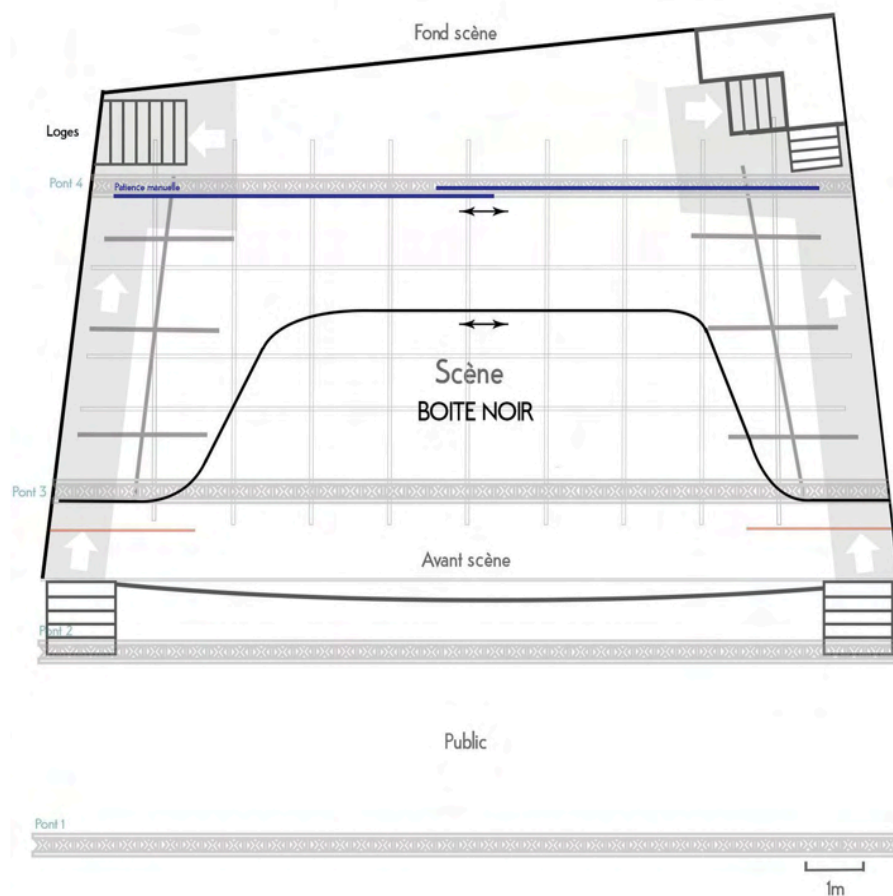 Fond scène
Loges
Pont 4
Patience manuelle
Scène
BOITE NOIR
Pont 3
Avant scène
Pont 2
Public
Pont 1
1m